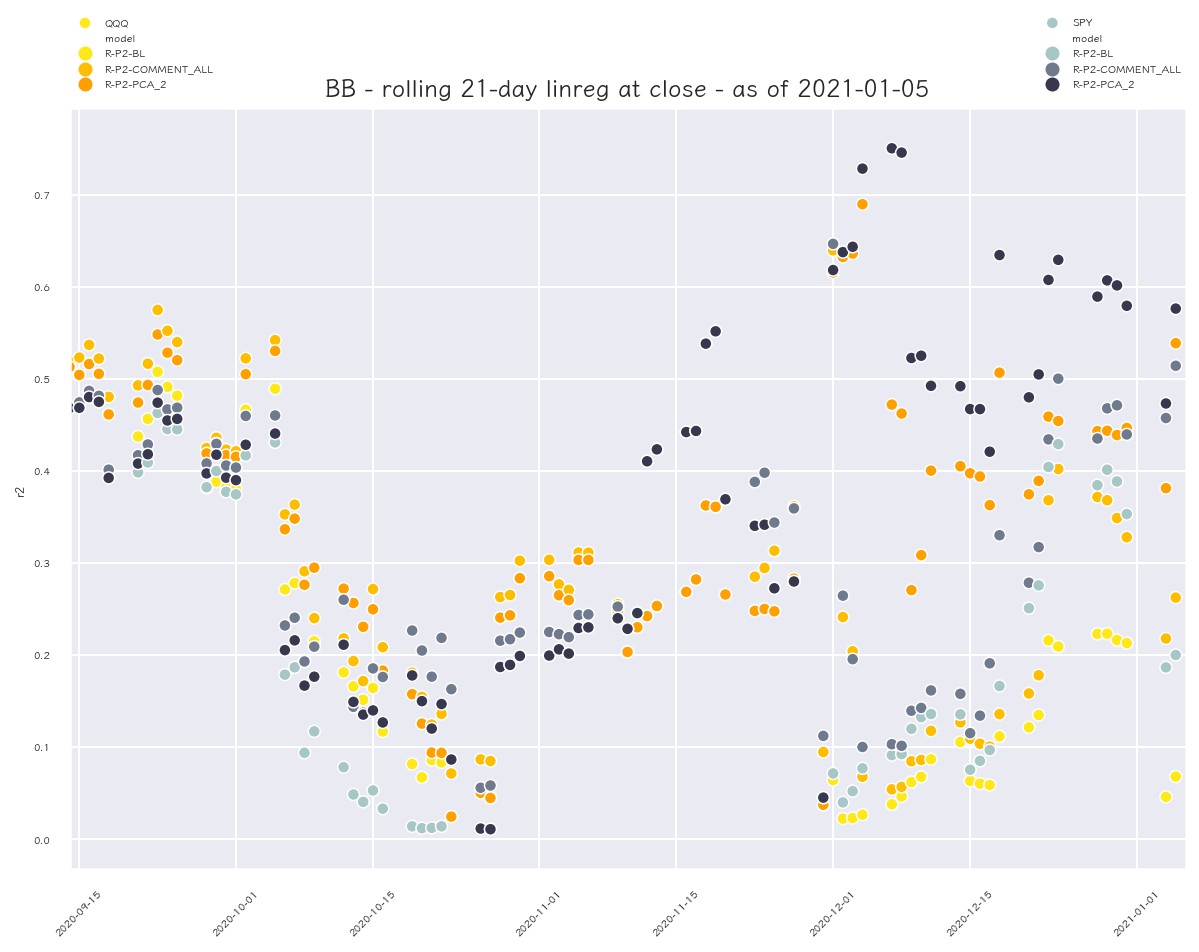 QQQ
model
R-P2-BL
R-P2-COMMENT_ALL
R-P2-PCA_2
SPY
model
R-P2-BL
R-P2-COMMENT_ALL
R-P2-PCA_2
BB - rolling 21-day linreg at close - as of 2021-01-05
0.7
0.6
0.5
0.4
0.3
0.2
0.1
0.0
r2
2020-09-15
2020-10-01
2020-10-15
2020-11-01
2020-11-15
2020-12-01
2020-12-15
2021-01-01